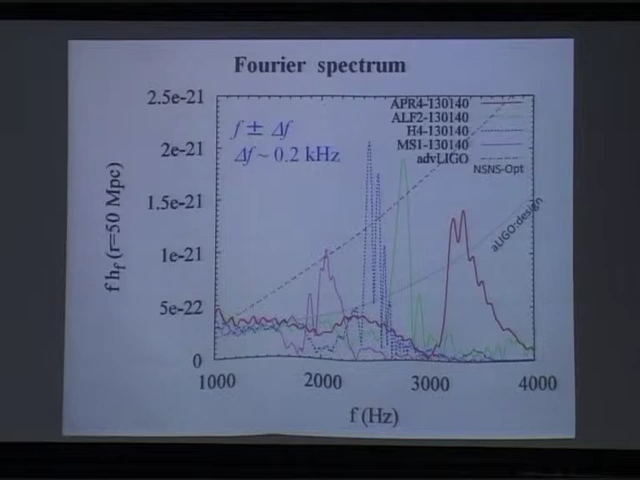 Fourier spectrum
2.5e-21
2e-21
1.5e-21
1e-21
5e-22
0
f h_f (r=50 Mpc)
f ± Δf
Δf ~ 0.2 kHz
APR4-130140
ALF2-130140
H4-130140
MS1-130140
advLIGO
NSNS-Opt
aLIGO:design
1000
2000
3000
4000
f (Hz)